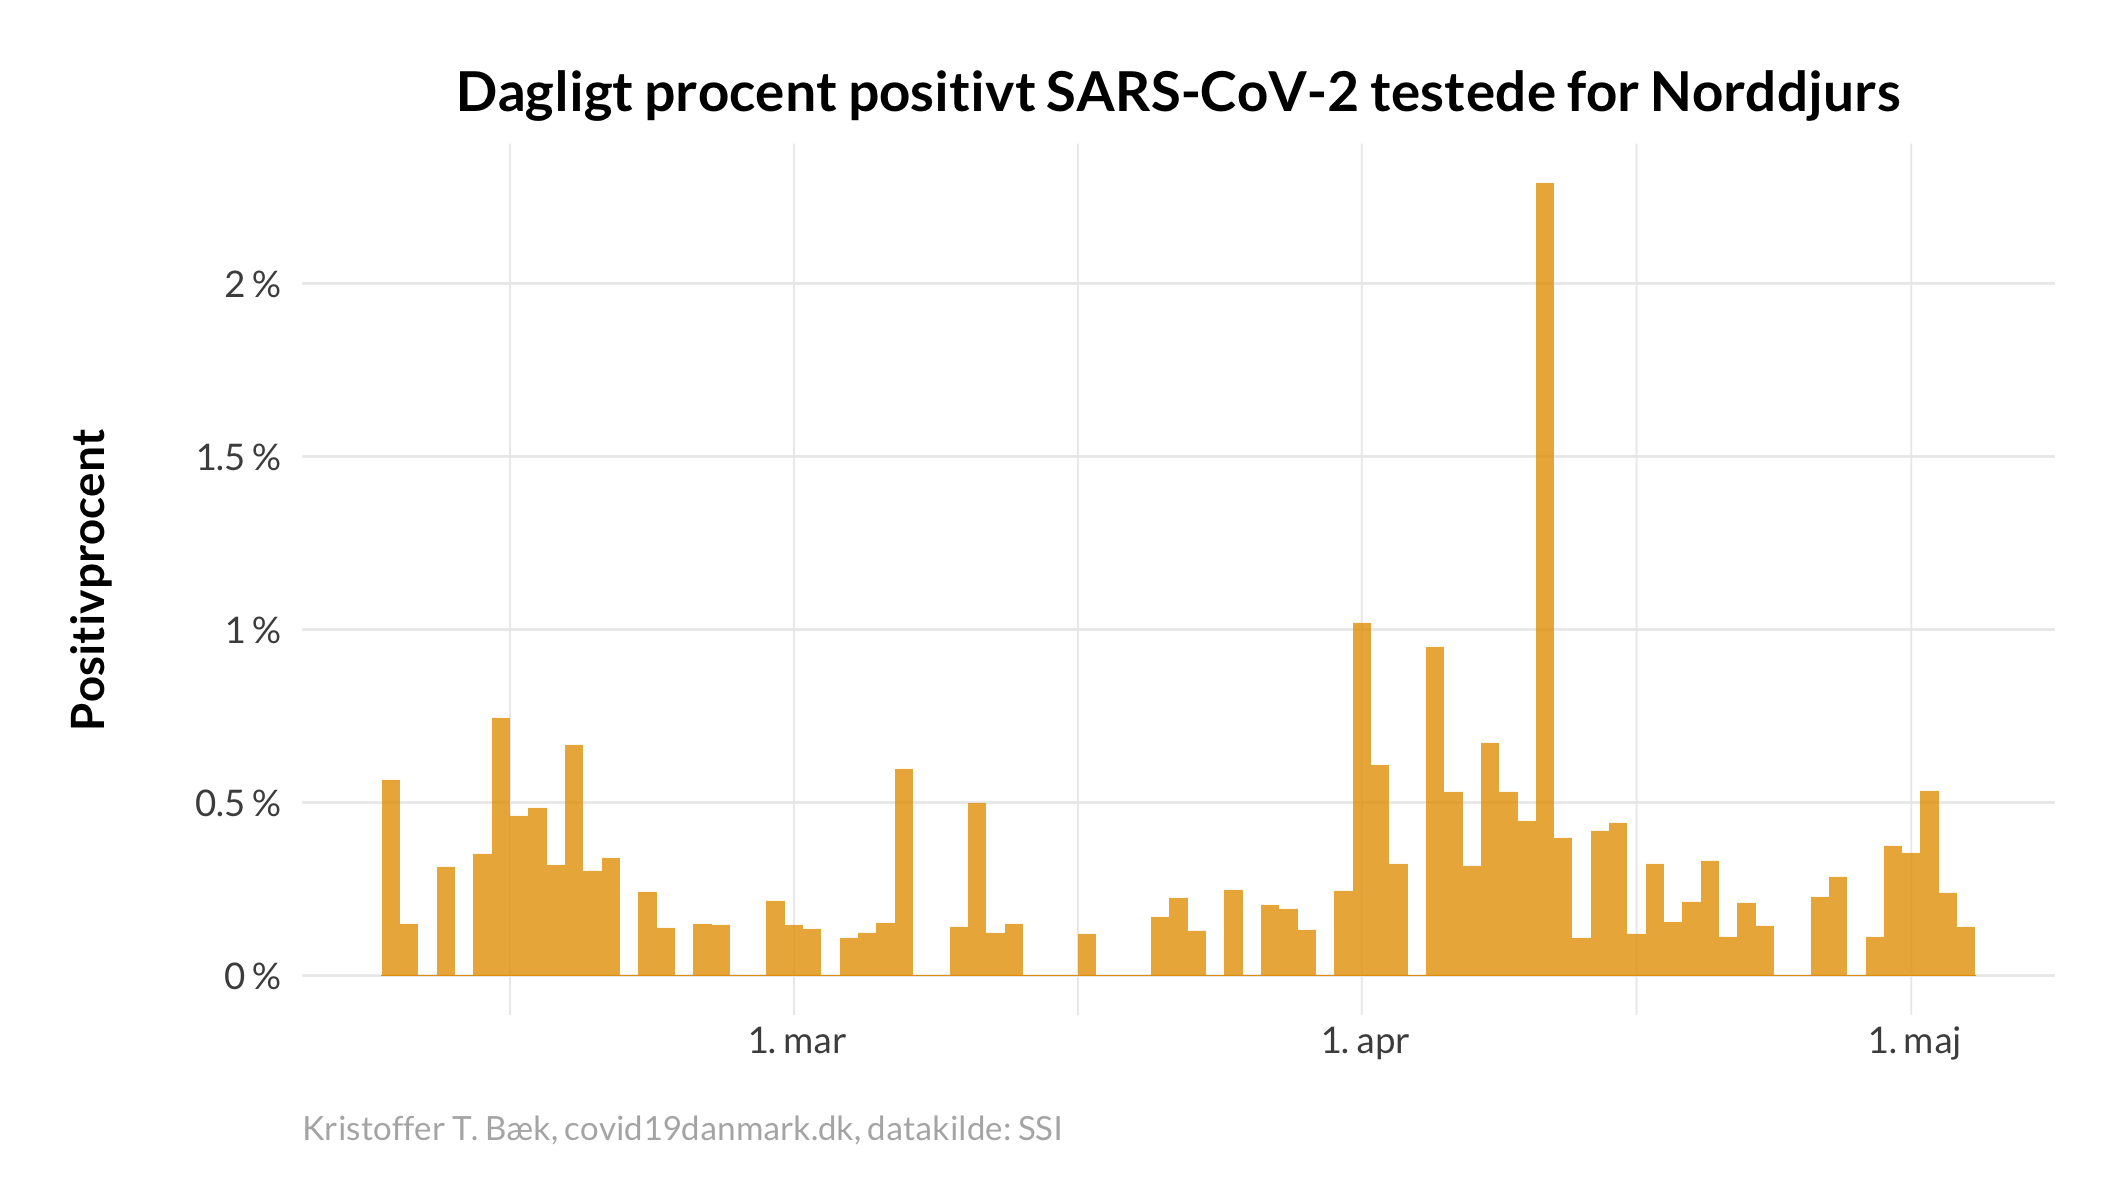 Dagligt procent positivt SARS-CoV-2 testede for Norddjurs
Positivprocent
2 %
1.5 %
1 %
0.5 %
0 %
1. mar
1. apr
1. maj
Kristoffer T. Bæk, covid19danmark.dk, datakilde: SSI